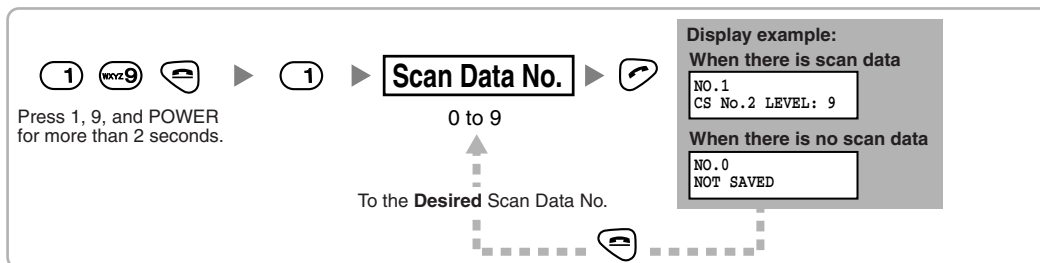 1) WXYZ9
Press 1, 9, and POWER
for more than 2 seconds.
1)
Scan Data No.
0 to 9
To the Desired Scan Data No.
Display example:
When there is scan data
NO.1
CS No.2 LEVEL: 9
When there is no scan data
NO.0
NOT SAVED